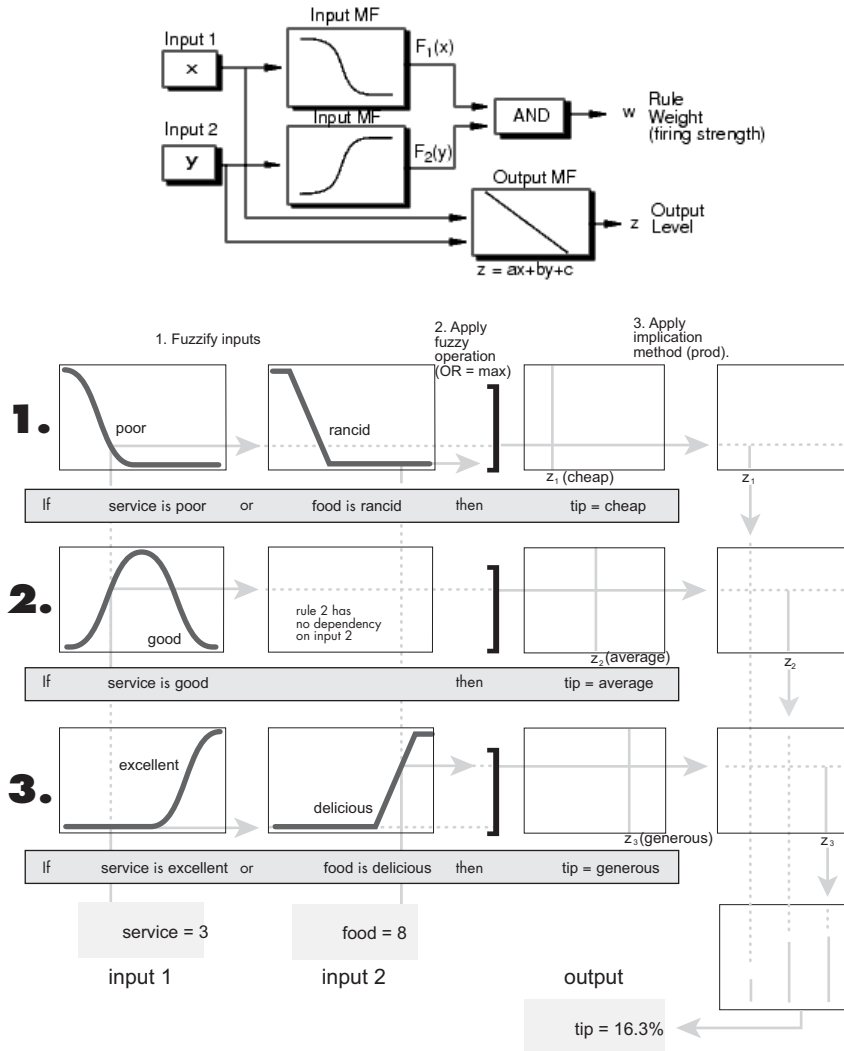 Input MF
Input 1
x
F1(x)
Input MF
Input 2
y
F2(y)
AND
w
Rule
Weight
(firing strength)
Output MF
z
Output
Level
z = ax+by+c
1. Fuzzify inputs
2. Apply
fuzzy
operation
(OR = max)
3. Apply
implication
method (prod).
1.
poor
rancid
z1 (cheap)
z1
If service is poor or food is rancid then tip = cheap
2.
good
rule 2 has
no dependency
on input 2
z2 (average)
z2
If service is good then tip = average
3.
excellent
delicious
z3 (generous)
z3
If service is excellent or food is delicious then tip = generous
service = 3
food = 8
input 1
input 2
output
tip = 16.3%